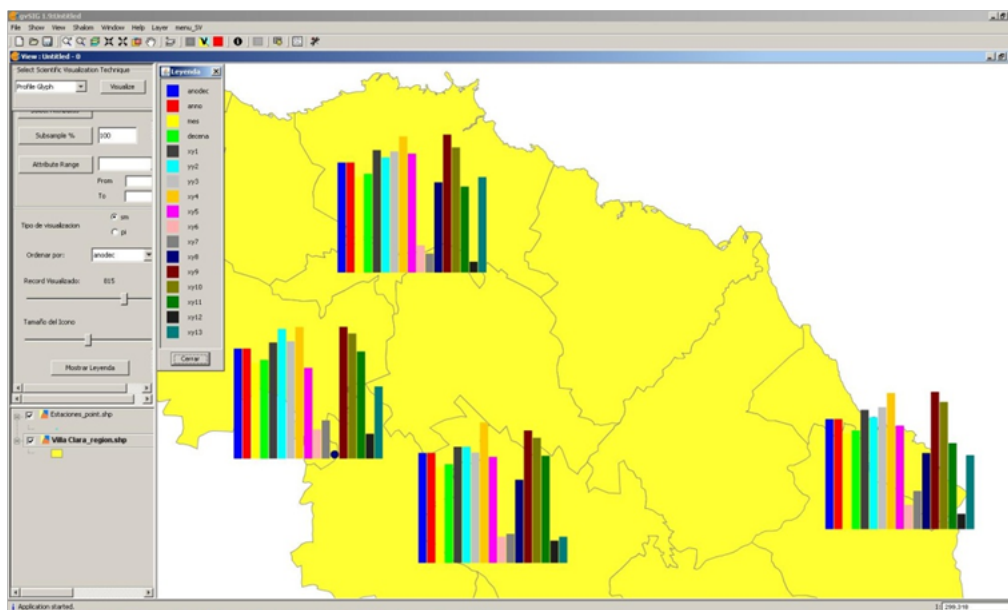 gvSIG 1.9:Untitled
File Show View Shalom Window Help Layer menu_SV
View : Untitled - 0
Select Scientific Visualization Technique
Profile Glyph
Visualize
Subsample %
100
Attribute Range
From
To
Tipo de visualizacion
sm
pi
Ordenar por:
anodec
Record Visualizado: 815
Tamaño del Icono
Mostrar Leyenda
Estaciones_point.shp
Villa Clara_region.shp
Leyenda
anodec
anno
mes
decena
xy1
yy2
yy3
xy4
xy5
xy6
xy7
xy8
xy9
xy10
xy11
xy12
xy13
Cerrar
Application started.